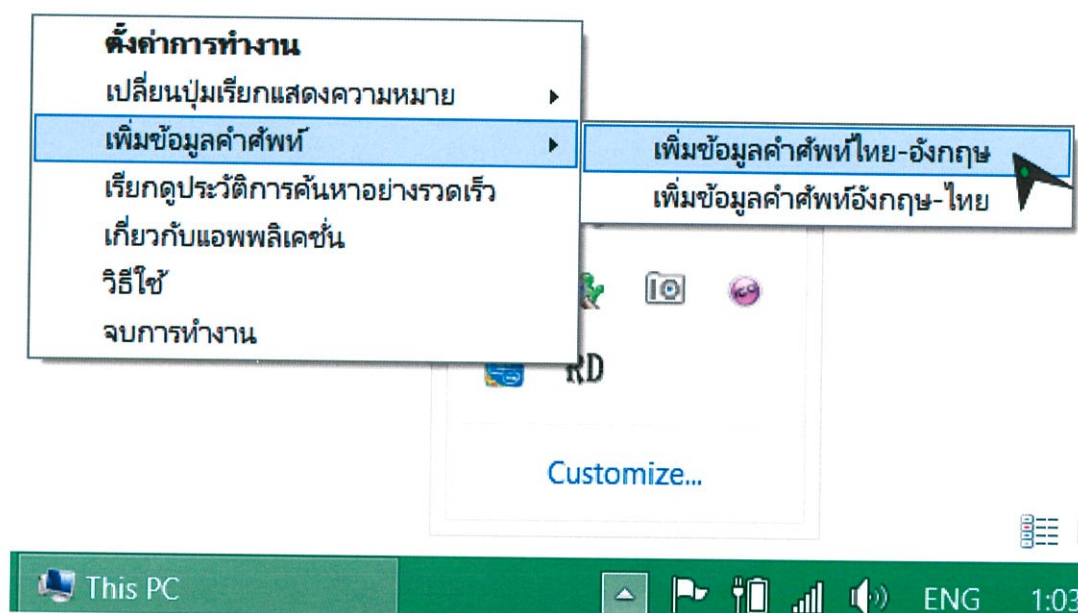 ตั้งค่าการทำงาน
เปลี่ยนปุ่มเรียกแสดงความหมาย
เพิ่มข้อมูลคำศัพท์
เพิ่มข้อมูลคำศัพท์ไทย-อังกฤษ
เรียกดูประวัติการค้นหาอย่างรวดเร็ว
เพิ่มข้อมูลคำศัพท์อังกฤษ-ไทย
เกี่ยวกับแอพพลิเคชั่น
วิธีใช้
จบการทำงาน
RD
Customize...
This PC
ENG
1:03